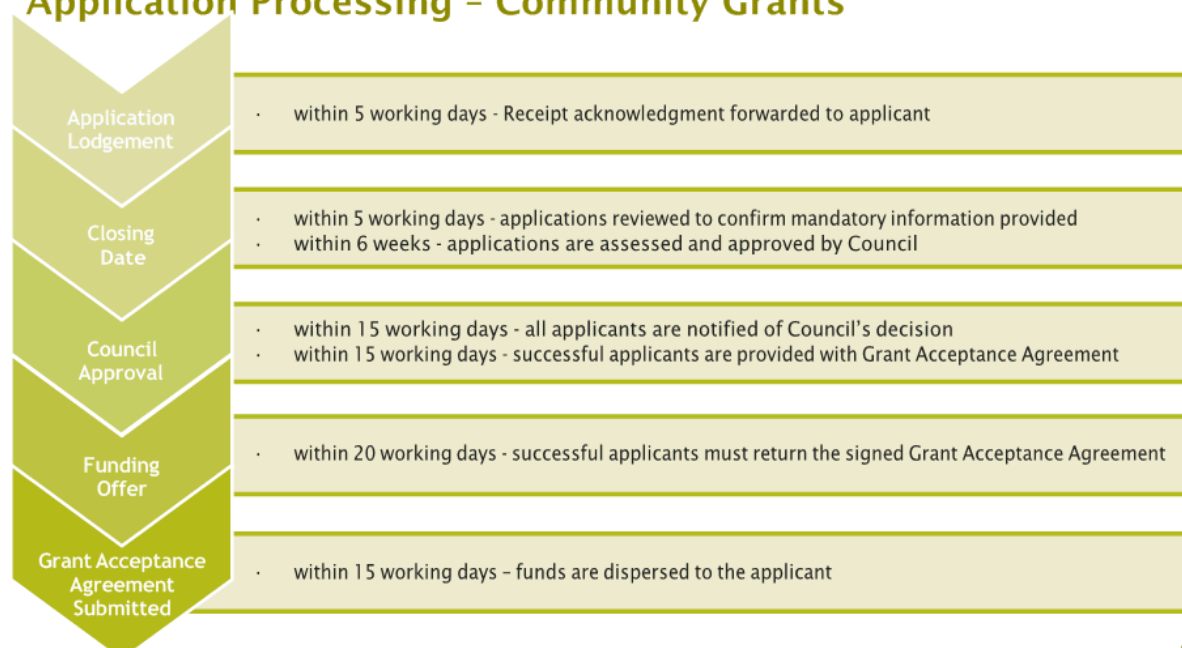 Application Processing – Community Grants
Application
Lodgement
· within 5 working days - Receipt acknowledgment forwarded to applicant
Closing
Date
· within 5 working days - applications reviewed to confirm mandatory information provided
· within 6 weeks - applications are assessed and approved by Council
Council
Approval
· within 15 working days - all applicants are notified of Council’s decision
· within 15 working days - successful applicants are provided with Grant Acceptance Agreement
Funding
Offer
· within 20 working days - successful applicants must return the signed Grant Acceptance Agreement
Grant Acceptance
Agreement
Submitted
· within 15 working days – funds are dispersed to the applicant